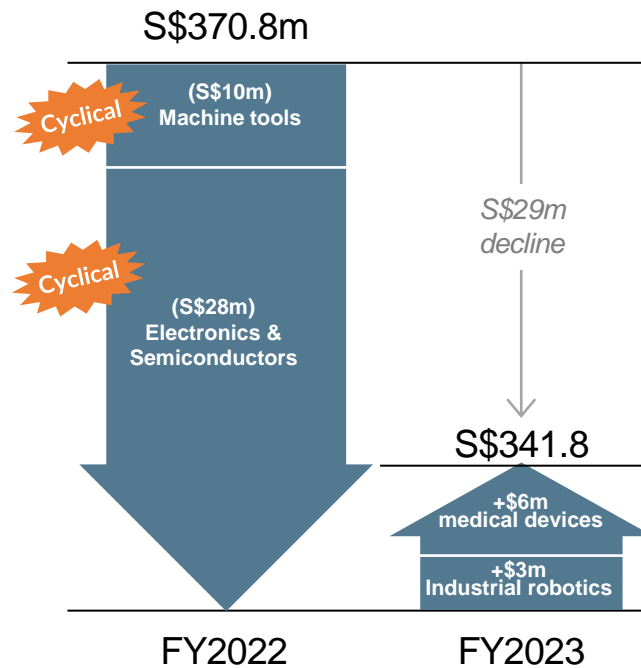 S$370.8m
(S$10m)
Machine tools
Cyclical
S$29m
decline
Cyclical
(S$28m)
Electronics &
Semiconductors
S$341.8
+$6m
medical devices
+$3m
Industrial robotics
FY2022
FY2023